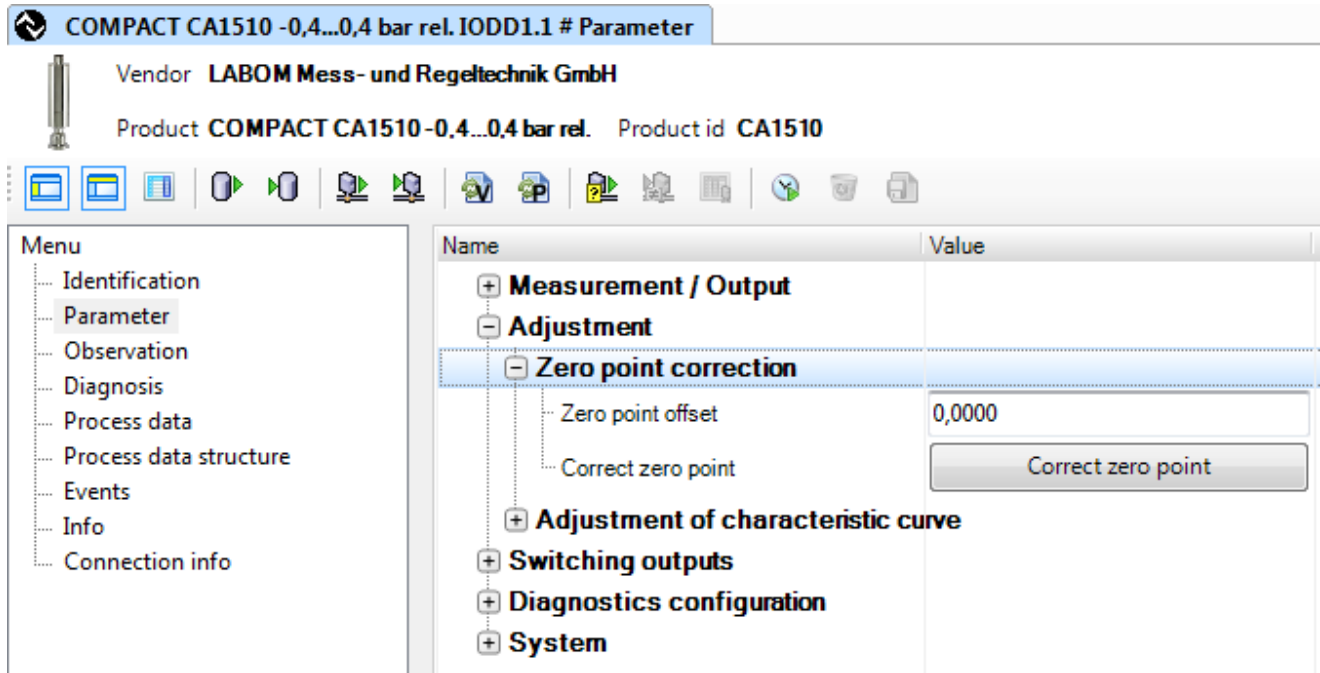 COMPACT CA1510 -0,4...0,4 bar rel. IODD1.1 # Parameter
Vendor LABOM Mess- und Regeltechnik GmbH
Product COMPACT CA1510 -0,4...0,4 bar rel. Product id CA1510
V P ?
Menu
Identification
Parameter
Observation
Diagnosis
Process data
Process data structure
Events
Info
Connection info
Name Value
Measurement / Output
Adjustment
Zero point correction
Zero point offset 0,0000
Correct zero point Correct zero point
Adjustment of characteristic curve
Switching outputs
Diagnostics configuration
System